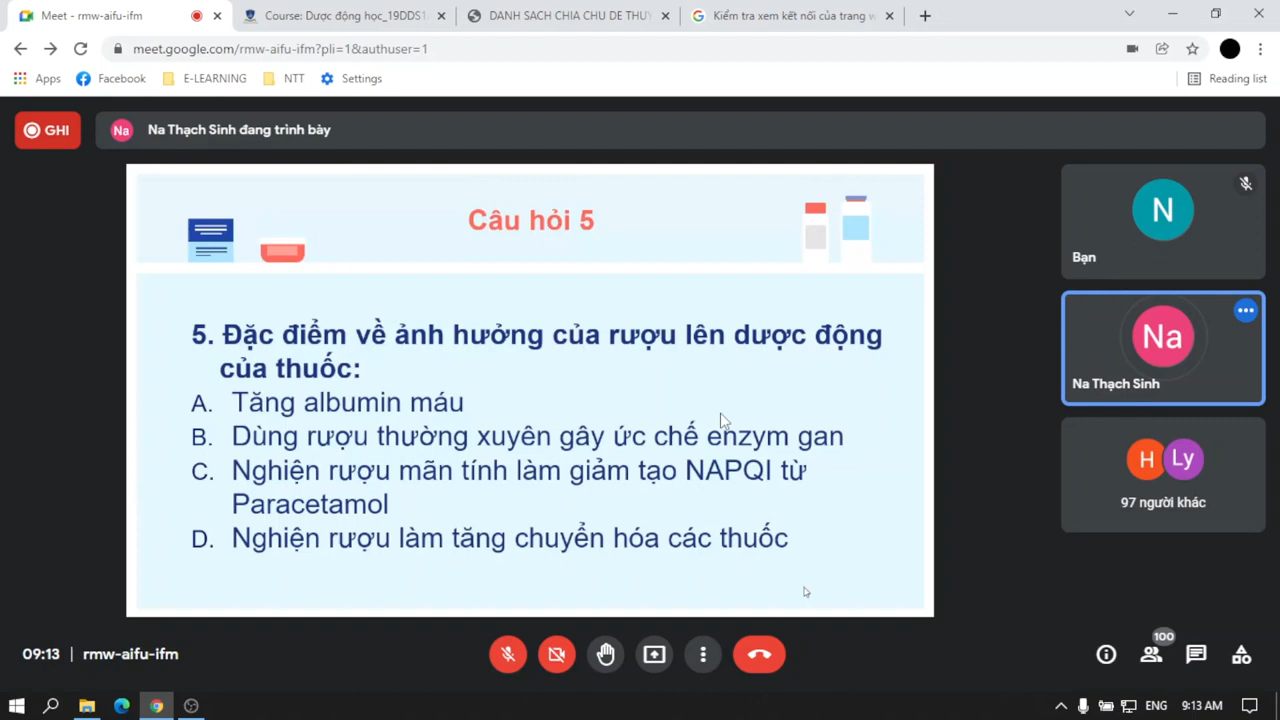 Meet - rmw-aifu-ifm
Course: Dược động học_19DDS1
DANH SACH CHIA CHU DE THUY
Kiểm tra xem kết nối của trang w
meet.google.com/rmw-aifu-ifm?pli=1&authuser=1
Apps
Facebook
E-LEARNING
NTT
Settings
Reading list
GHI
Na
Na Thạch Sinh đang trình bày
Câu hỏi 5
5. Đặc điểm về ảnh hưởng của rượu lên dược động
của thuốc:
A. Tăng albumin máu
B. Dùng rượu thường xuyên gây ức chế enzym gan
C. Nghiện rượu mãn tính làm giảm tạo NAPQI từ
Paracetamol
D. Nghiện rượu làm tăng chuyển hóa các thuốc
N
Bạn
Na
Na Thạch Sinh
H Ly
97 người khác
09:13 | rmw-aifu-ifm
100
ENG
9:13 AM